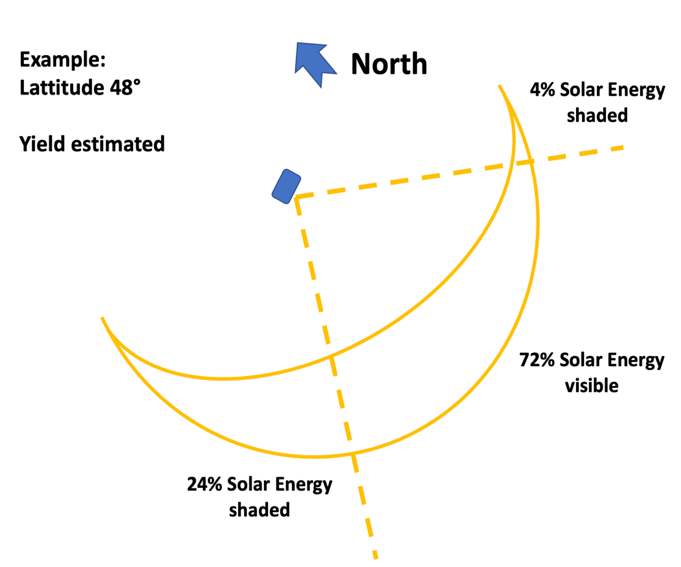 Example:
Lattitude 48°
Yield estimated
North
4% Solar Energy
shaded
72% Solar Energy
visible
24% Solar Energy
shaded